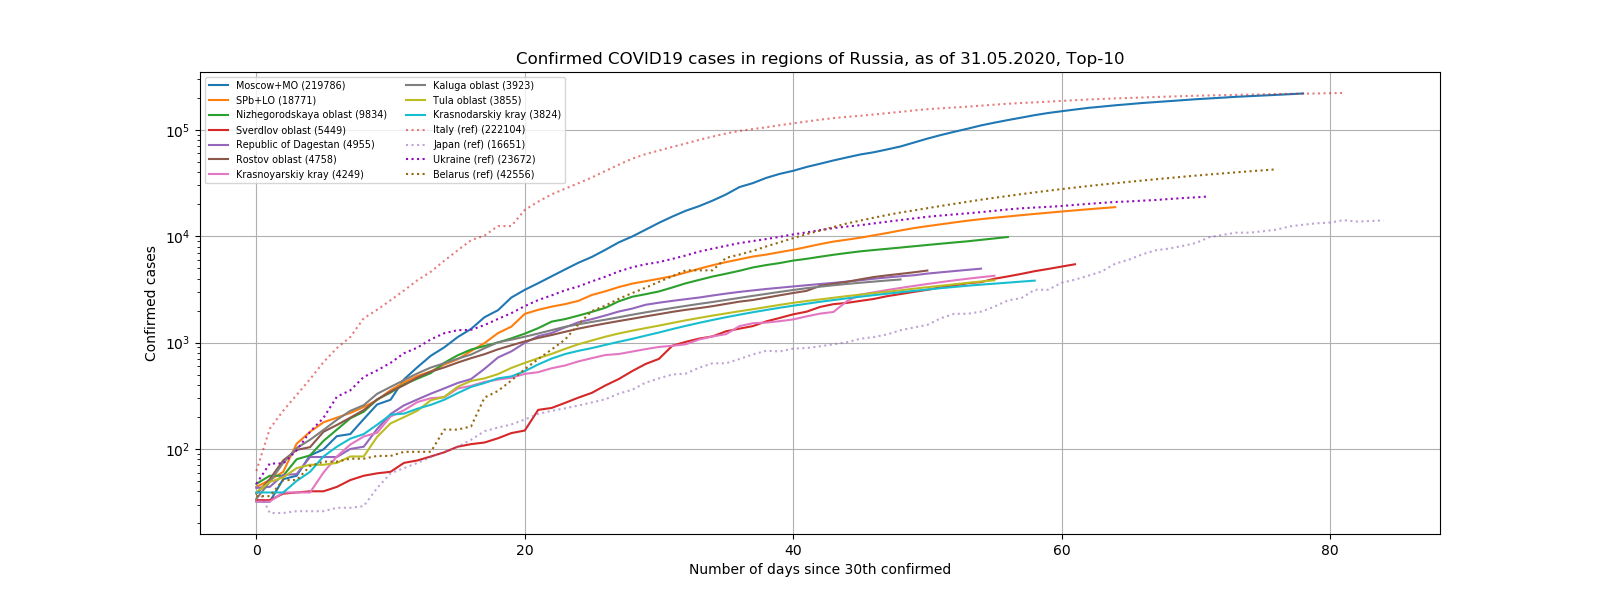 Confirmed COVID19 cases in regions of Russia, as of 31.05.2020, Top-10
Moscow+MO (219786)
SPb+LO (18771)
Nizhegorodskaya oblast (9834)
Sverdlov oblast (5449)
Republic of Dagestan (4955)
Rostov oblast (4758)
Krasnoyarskiy kray (4249)
Kaluga oblast (3923)
Tula oblast (3855)
Krasnodarskiy kray (3824)
Italy (ref) (222104)
Japan (ref) (16651)
Ukraine (ref) (23672)
Belarus (ref) (42556)
Confirmed cases
10⁵
10⁴
10³
10²
0 20 40 60 80
Number of days since 30th confirmed